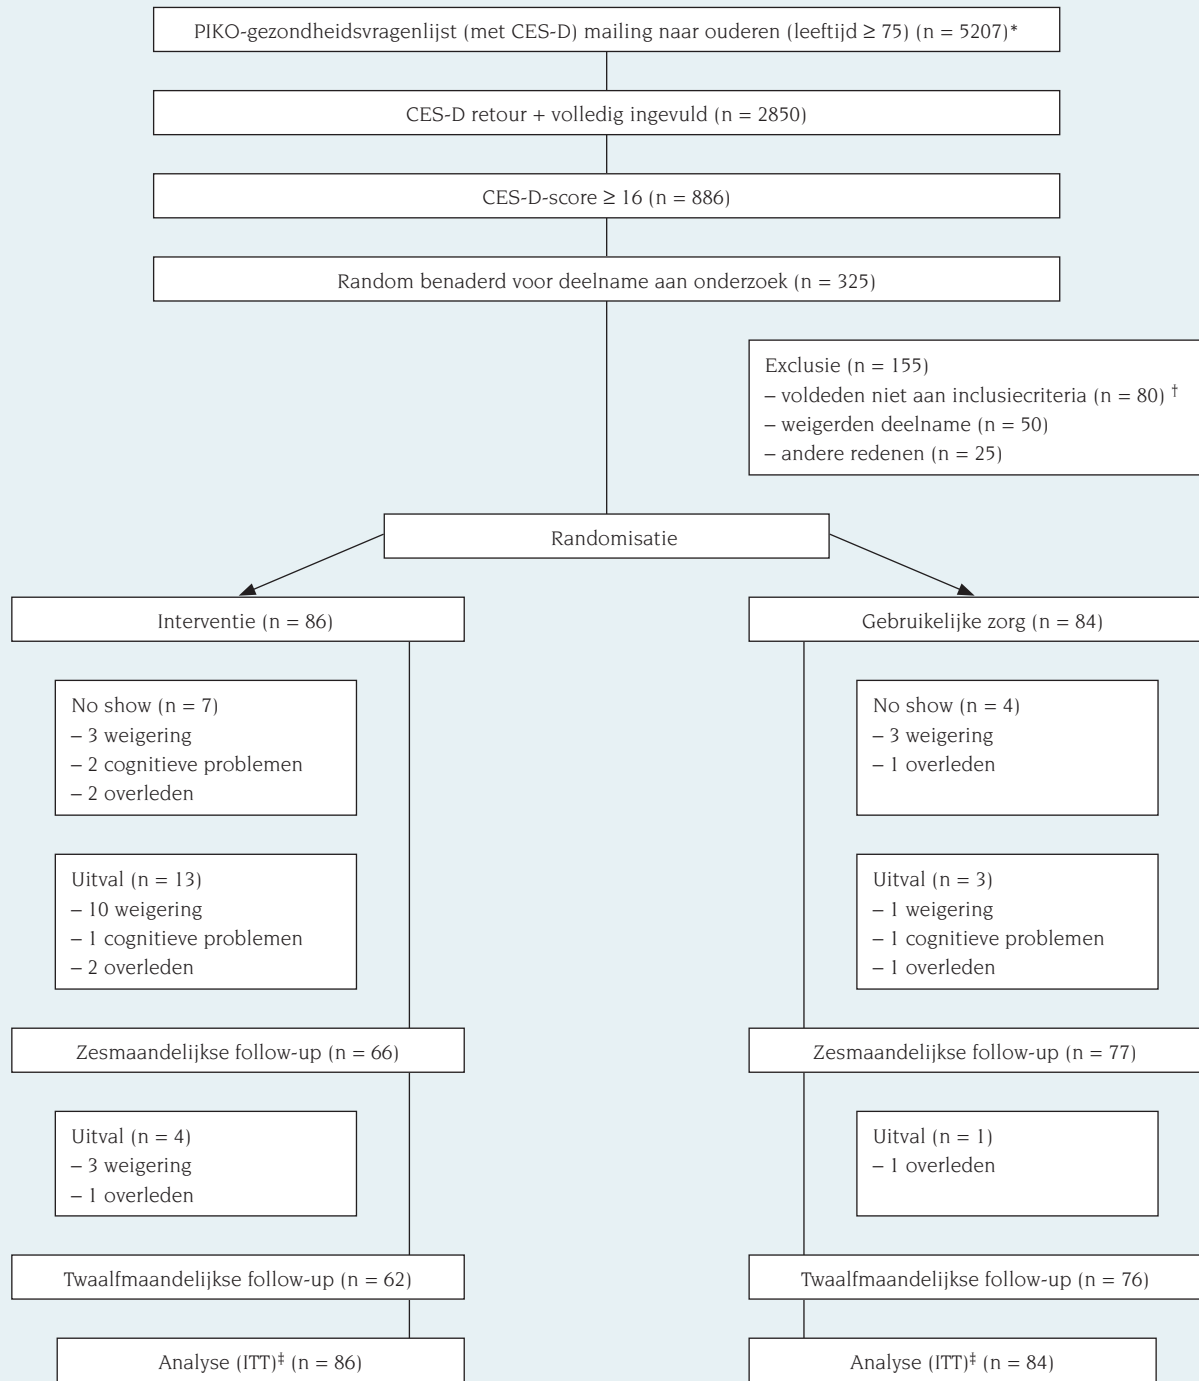 PIKO-gezondheidsvragenlijst (met CES-D) mailing naar ouderen (leeftijd ≥ 75) (n = 5207)*
CES-D retour + volledig ingevuld (n = 2850)
CES-D-score ≥ 16 (n = 886)
Random benaderd voor deelname aan onderzoek (n = 325)
Exclusie (n = 155)
– voldeden niet aan inclusiecriteria (n = 80) †
– weigerden deelname (n = 50)
– andere redenen (n = 25)
Randomisatie
Interventie (n = 86)
No show (n = 7)
– 3 weigering
– 2 cognitieve problemen
– 2 overleden
Uitval (n = 13)
– 10 weigering
– 1 cognitieve problemen
– 2 overleden
Zesmaandelijkse follow-up (n = 66)
Uitval (n = 4)
– 3 weigering
– 1 overleden
Twaalfmaandelijkse follow-up (n = 62)
Analyse (ITT)‡ (n = 86)
Gebruikelijke zorg (n = 84)
No show (n = 4)
– 3 weigering
– 1 overleden
Uitval (n = 3)
– 1 weigering
– 1 cognitieve problemen
– 1 overleden
Zesmaandelijkse follow-up (n = 77)
Uitval (n = 1)
– 1 overleden
Twaalfmaandelijkse follow-up (n = 76)
Analyse (ITT)‡ (n = 84)